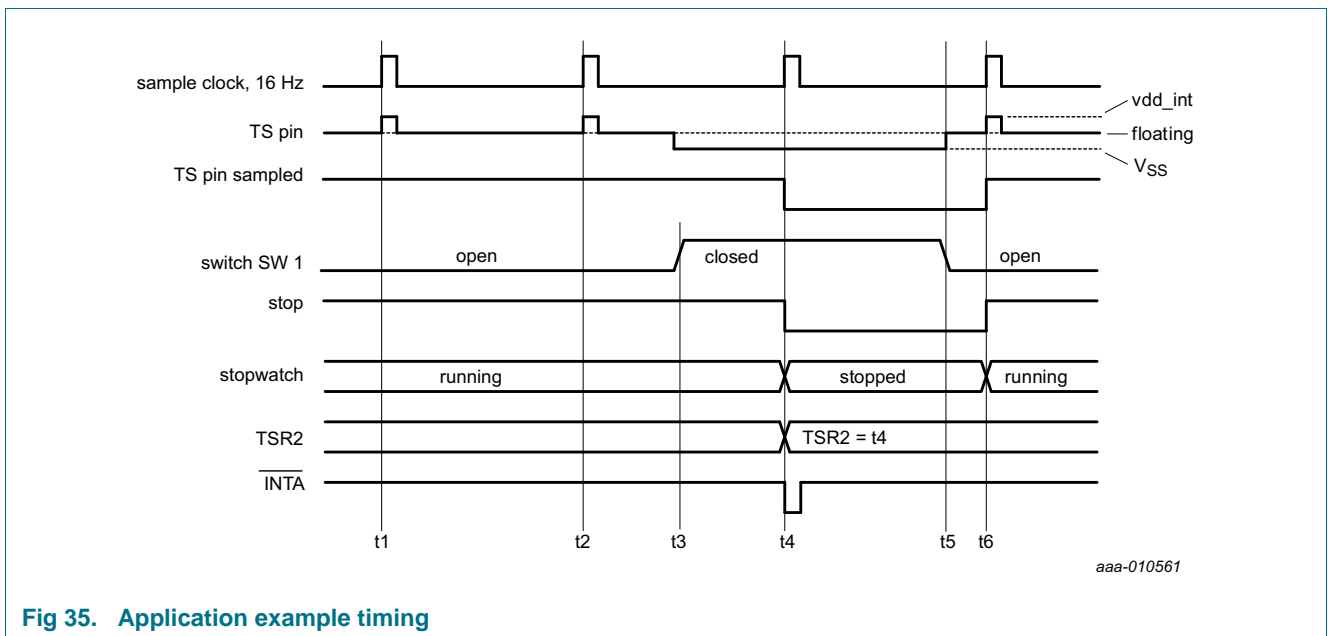 sample clock, 16 Hz
vdd_int
TS pin
floating
VSS
TS pin sampled
switch SW 1
open
closed
open
stop
stopwatch
running
stopped
running
TSR2
TSR2 = t4
INTA
t1
t2
t3
t4
t5
t6
aaa-010561
Fig 35. Application example timing